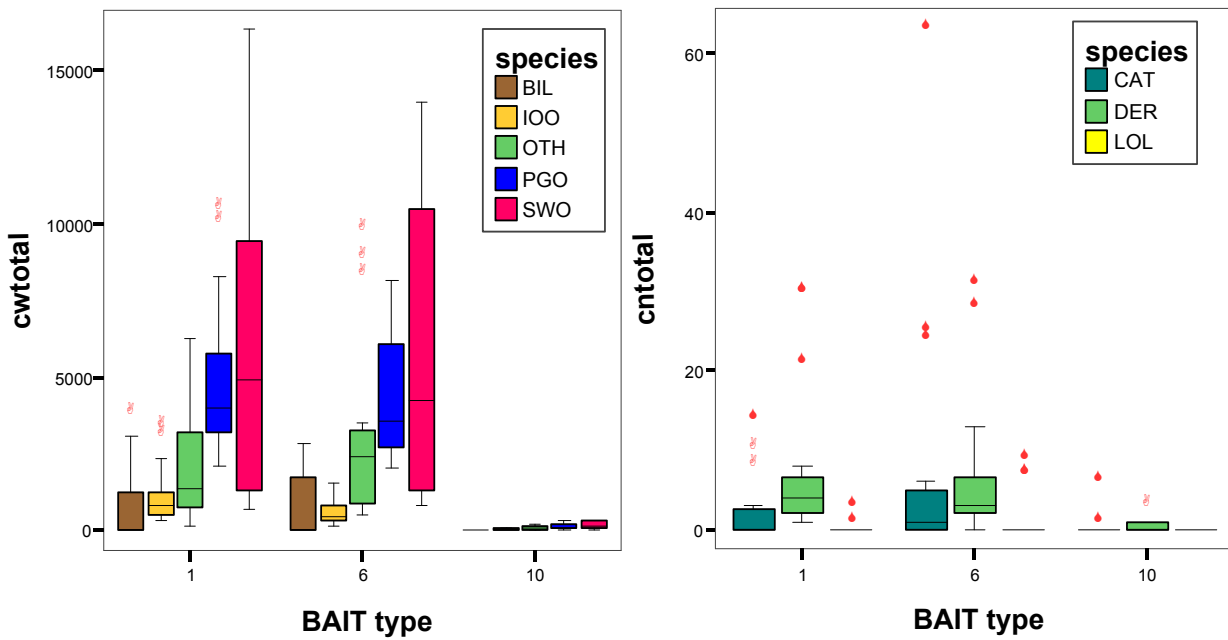 species
BIL
IOO
OTH
PGO
SWO
15000
10000
5000
0
cwtotal
1
6
10
BAIT type
species
CAT
DER
LOL
60
40
20
0
cntotal
1
6
10
BAIT type